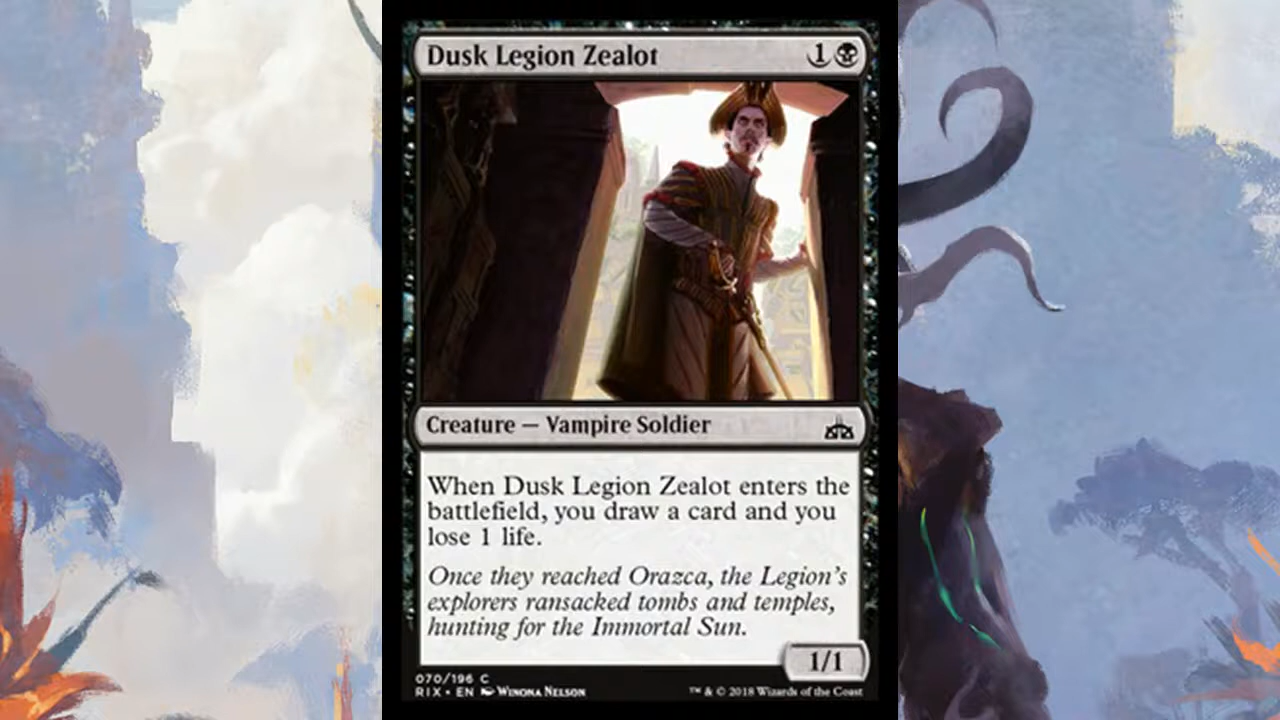 Dusk Legion Zealot 1
Creature — Vampire Soldier
When Dusk Legion Zealot enters the
battlefield, you draw a card and you
lose 1 life.
Once they reached Orazca, the Legion's
explorers ransacked tombs and temples,
hunting for the Immortal Sun.
1/1
070/196 C
RIX • EN Winona Nelson
™ & © 2018 Wizards of the Coast